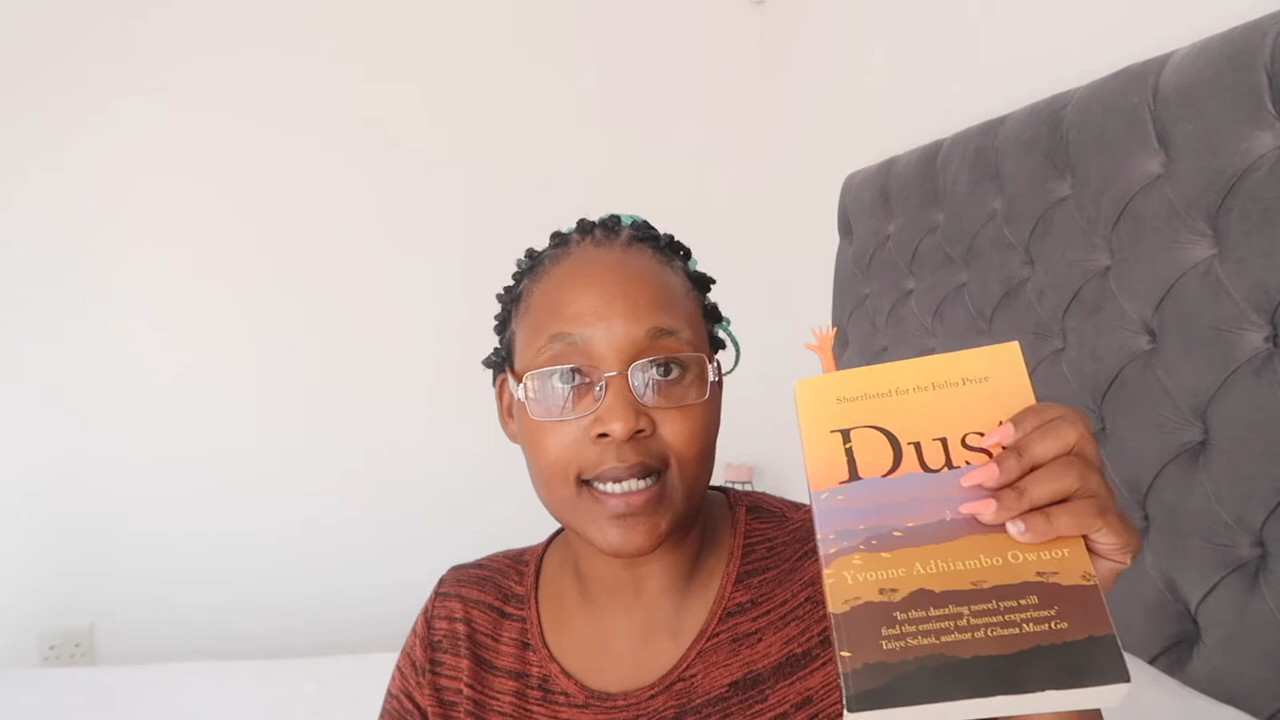 Shortlisted for the Folio Prize
Dust
Yvonne Adhiambo Owuor
'In this dazzling novel you will
find the entirety of human experience'
Taiye Selasi, author of Ghana Must Go